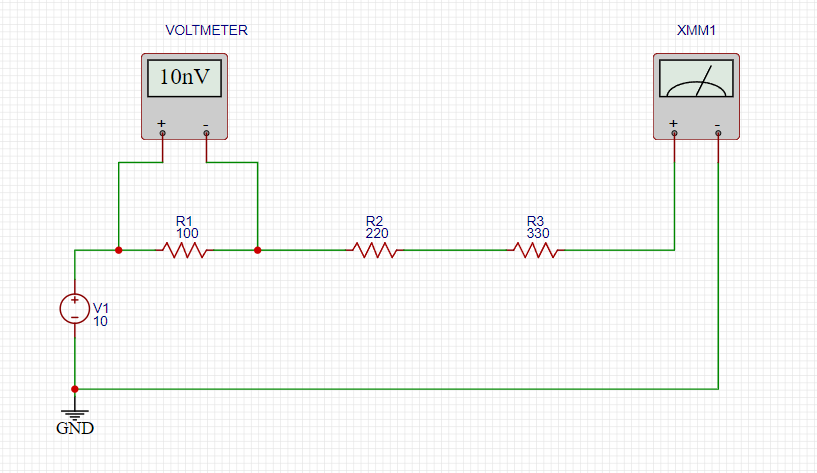 VOLTMETER
XMM1
10nV
+ -
+ -
R1
100
R2
220
R3
330
+
V1
−
10
GND